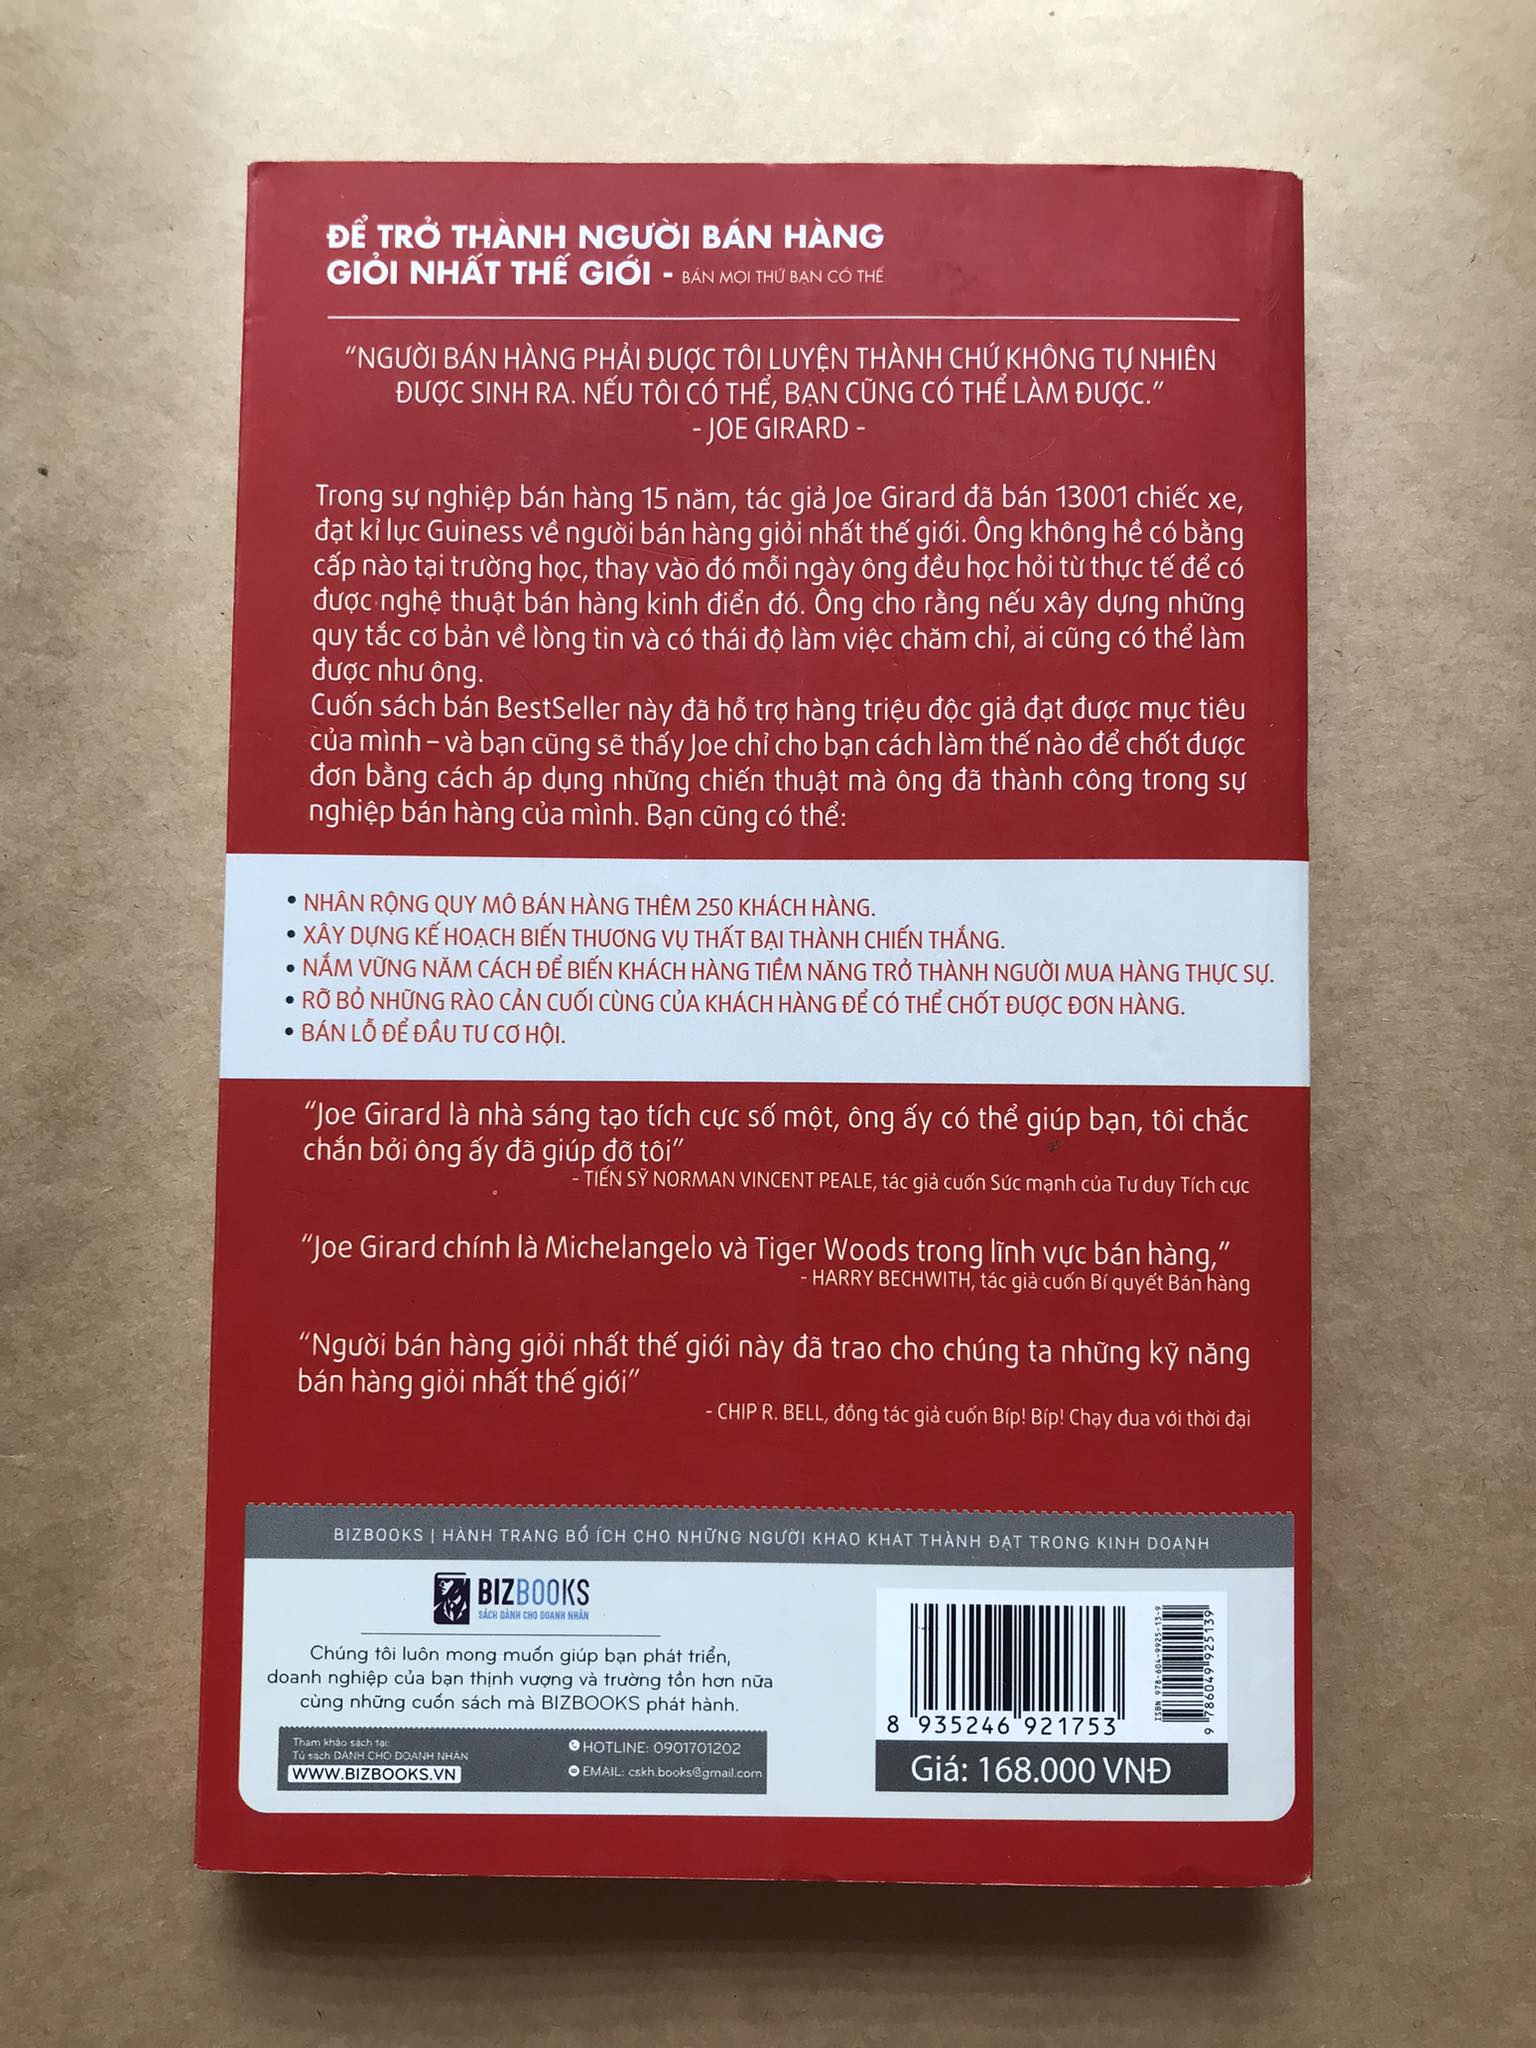 ĐỂ TRỞ THÀNH NGƯỜI BÁN HÀNG
GIỎI NHẤT THẾ GIỚI - BÁN MỌI THỨ BẠN CÓ THỂ
“NGƯỜI BÁN HÀNG PHẢI ĐƯỢC TÔI LUYỆN THÀNH CHỨ KHÔNG TỰ NHIÊN
ĐƯỢC SINH RA. NẾU TÔI CÓ THỂ, BẠN CŨNG CÓ THỂ LÀM ĐƯỢC.”
- JOE GIRARD -
Trong sự nghiệp bán hàng 15 năm, tác giả Joe Girard đã bán 13001 chiếc xe,
đạt kỉ lục Guiness về người bán hàng giỏi nhất thế giới. Ông không hề có bằng
cấp nào tại trường học, thay vào đó mỗi ngày ông đều học hỏi từ thực tế để có
được nghệ thuật bán hàng kinh điển đó. Ông cho rằng nếu xây dựng những
quy tắc cơ bản về lòng tin và có thái độ làm việc chăm chỉ, ai cũng có thể làm
được như ông.
Cuốn sách bán BestSeller này đã hỗ trợ hàng triệu độc giả đạt được mục tiêu
của mình – và bạn cũng sẽ thấy Joe chỉ cho bạn cách làm thế nào để chốt được
đơn bằng cách áp dụng những chiến thuật mà ông đã thành công trong sự
nghiệp bán hàng của mình. Bạn cũng có thể:
• NHÂN RỘNG QUY MÔ BÁN HÀNG THÊM 250 KHÁCH HÀNG.
• XÂY DỰNG KẾ HOẠCH BIẾN THƯƠNG VỤ THẤT BẠI THÀNH CHIẾN THẮNG.
• NẮM VỮNG NĂM CÁCH ĐỂ BIẾN KHÁCH HÀNG TIỀM NĂNG TRỞ THÀNH NGƯỜI MUA HÀNG THỰC SỰ.
• RỠ BỎ NHỮNG RÀO CẢN CUỐI CÙNG CỦA KHÁCH HÀNG ĐỂ CÓ THỂ CHỐT ĐƯỢC ĐƠN HÀNG.
• BÁN LỖ ĐỂ ĐẦU TƯ CƠ HỘI.
“Joe Girard là nhà sáng tạo tích cực số một, ông ấy có thể giúp bạn, tôi chắc
chắn bởi ông ấy đã giúp đỡ tôi”
- TIẾN SỸ NORMAN VINCENT PEALE, tác giả cuốn Sức mạnh của Tư duy Tích cực
“Joe Girard chính là Michelangelo và Tiger Woods trong lĩnh vực bán hàng,”
- HARRY BECHWITH, tác giả cuốn Bí quyết Bán hàng
“Người bán hàng giỏi nhất thế giới này đã trao cho chúng ta những kỹ năng
bán hàng giỏi nhất thế giới”
- CHIP R. BELL, đồng tác giả cuốn Bíp! Bíp! Chạy đua với thời đại
BIZBOOKS | HÀNH TRANG BỔ ÍCH CHO NHỮNG NGƯỜI KHAO KHÁT THÀNH ĐẠT TRONG KINH DOANH
BIZBOOKS
SÁCH DÀNH CHO DOANH NHÂN
Chúng tôi luôn mong muốn giúp bạn phát triển,
doanh nghiệp của bạn thịnh vượng và trường tồn hơn nữa
cùng những cuốn sách mà BIZBOOKS phát hành.
Tham khảo sách tại:
Tủ sách DÀNH CHO DOANH NHÂN
WWW.BIZBOOKS.VN
HOTLINE: 0901701202
EMAIL: cskh.books@gmail.com
8 935246 921753
ISBN 978-604-9925-13-9
9 786049 925139
Giá: 168.000 VNĐ